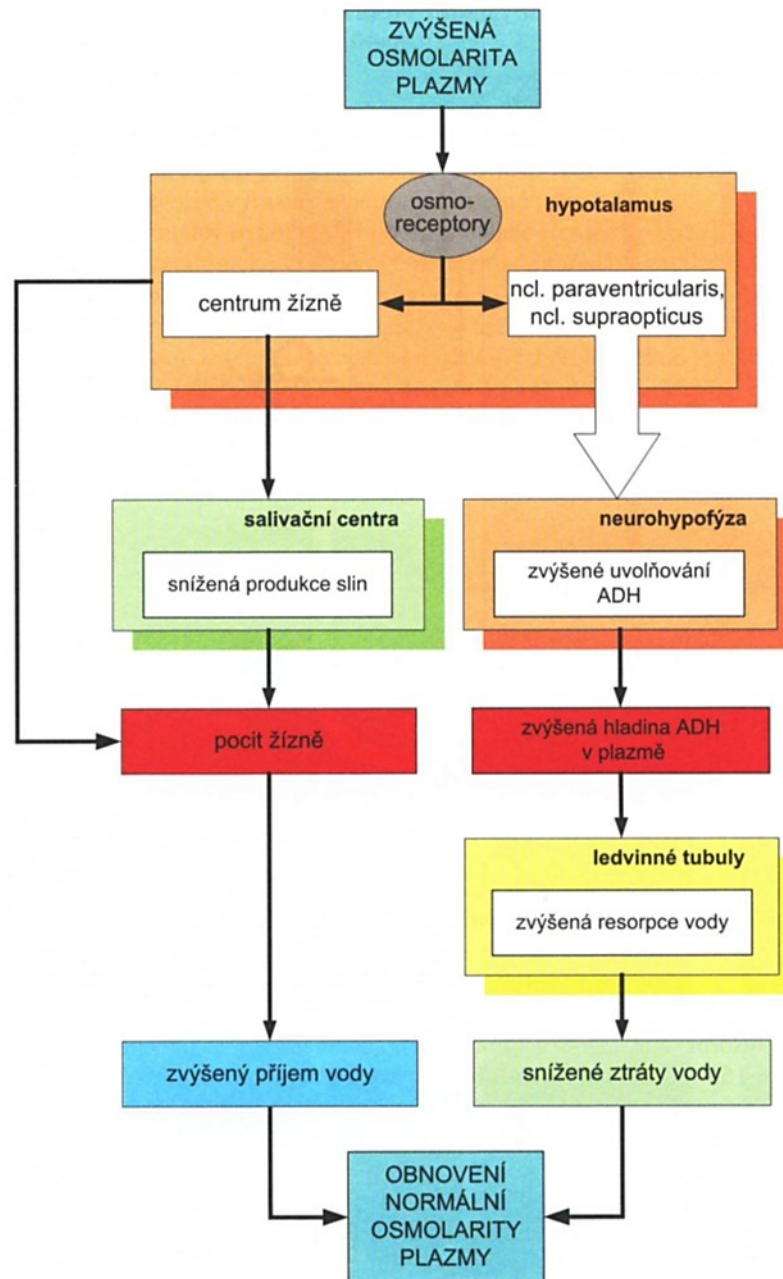 ZVÝŠENÁ
OSMOLARITA
PLAZMY
osmo-
receptory
hypotalamus
centrum žízně
ncl. paraventricularis,
ncl. supraopticus
salivační centra
snížená produkce slin
neurohypofýza
zvýšené uvolňování
ADH
pocit žízně
zvýšená hladina ADH
v plazmě
ledvinné tubuly
zvýšená resorpce vody
zvýšený příjem vody
snížené ztráty vody
OBNOVENÍ
NORMÁLNÍ
OSMOLARITY
PLAZMY